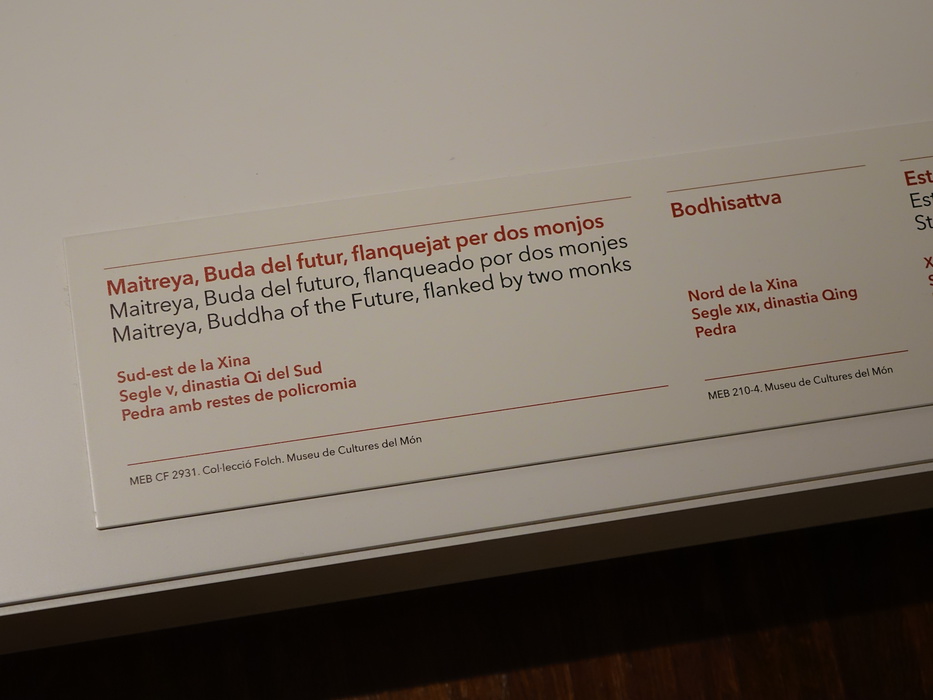 Maitreya, Buda del futur, flanquejat per dos monjos
Maitreya, Buda del futuro, flanqueado por dos monjes
Maitreya, Buddha of the Future, flanked by two monks
Sud-est de la Xina
Segle V, dinastia Qi del Sud
Pedra amb restes de policromia
MEB CF 2931. Col·lecció Folch. Museu de Cultures del Món
Bodhisattva
Nord de la Xina
Segle XIX, dinastia Qing
Pedra
MEB 210-4. Museu de Cultures del Món
Est
Est
St